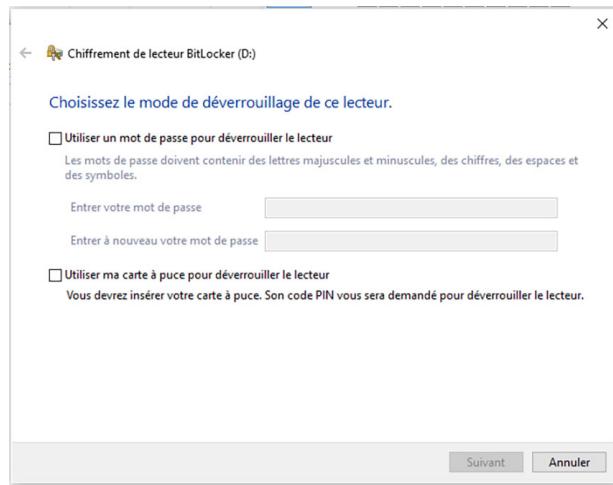 Chiffrement de lecteur BitLocker (D:)
Choisissez le mode de déverrouillage de ce lecteur.
Utiliser un mot de passe pour déverrouiller le lecteur
Les mots de passe doivent contenir des lettres majuscules et minuscules, des chiffres, des espaces et
des symboles.
Entrer votre mot de passe
Entrer à nouveau votre mot de passe
Utiliser ma carte à puce pour déverrouiller le lecteur
Vous devrez insérer votre carte à puce. Son code PIN vous sera demandé pour déverrouiller le lecteur.
Suivant
Annuler